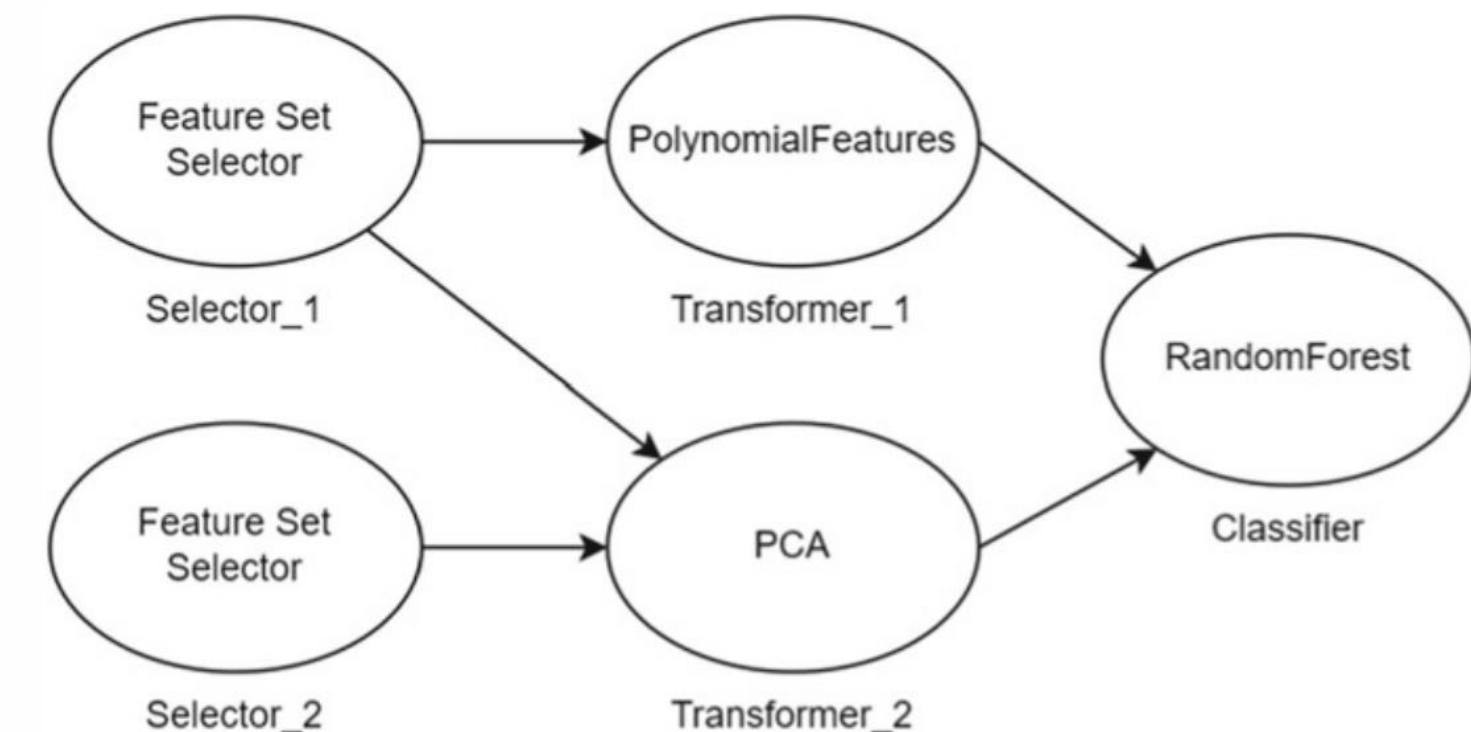 Feature Set
Selector
Selector_1
PolynomialFeatures
Transformer_1
RandomForest
Classifier
Feature Set
Selector
Selector_2
PCA
Transformer_2